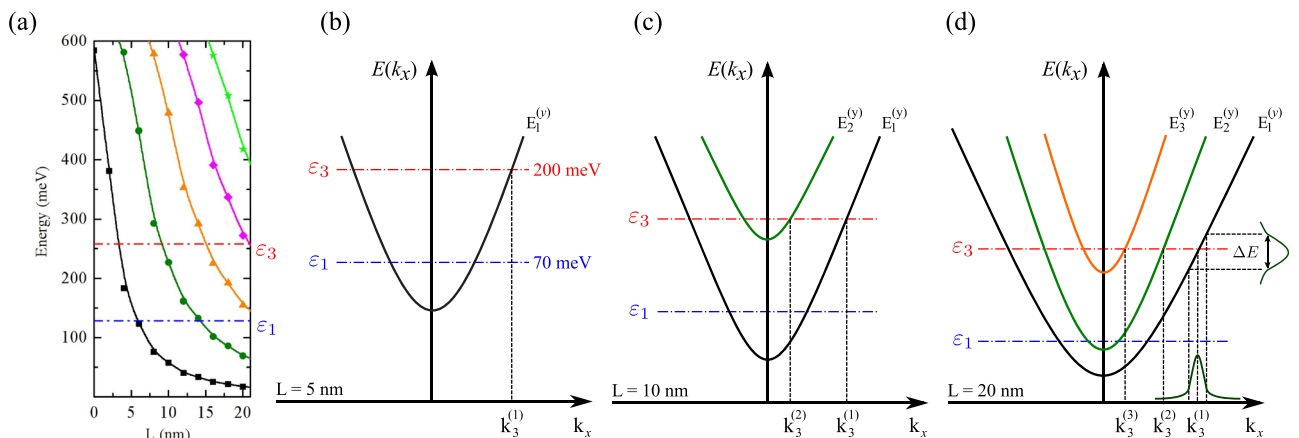 (a)
600
500
400
300
200
100
Energy (meV)
ε3
ε1
0
5
10
15
20
L (nm)
(b)
E(kx)
E1(y)
ε3
200 meV
ε1
70 meV
L = 5 nm
k3(1)
kx
(c)
E(kx)
E2(y)
E1(y)
ε3
ε1
L = 10 nm
k3(2)
k3(1)
kx
(d)
E(kx)
E3(y)
E2(y)
E1(y)
ε3
ΔE
ε1
L = 20 nm
k3(3)
k3(2)
k3(1)
kx